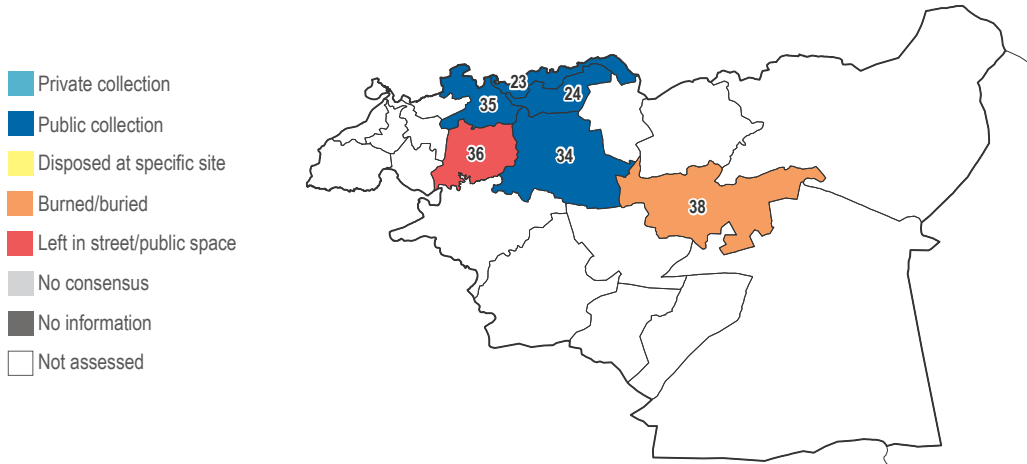 Private collection
Public collection
Disposed at specific site
Burned/buried
Left in street/public space
No consensus
No information
Not assessed
23
24
35
36
34
38